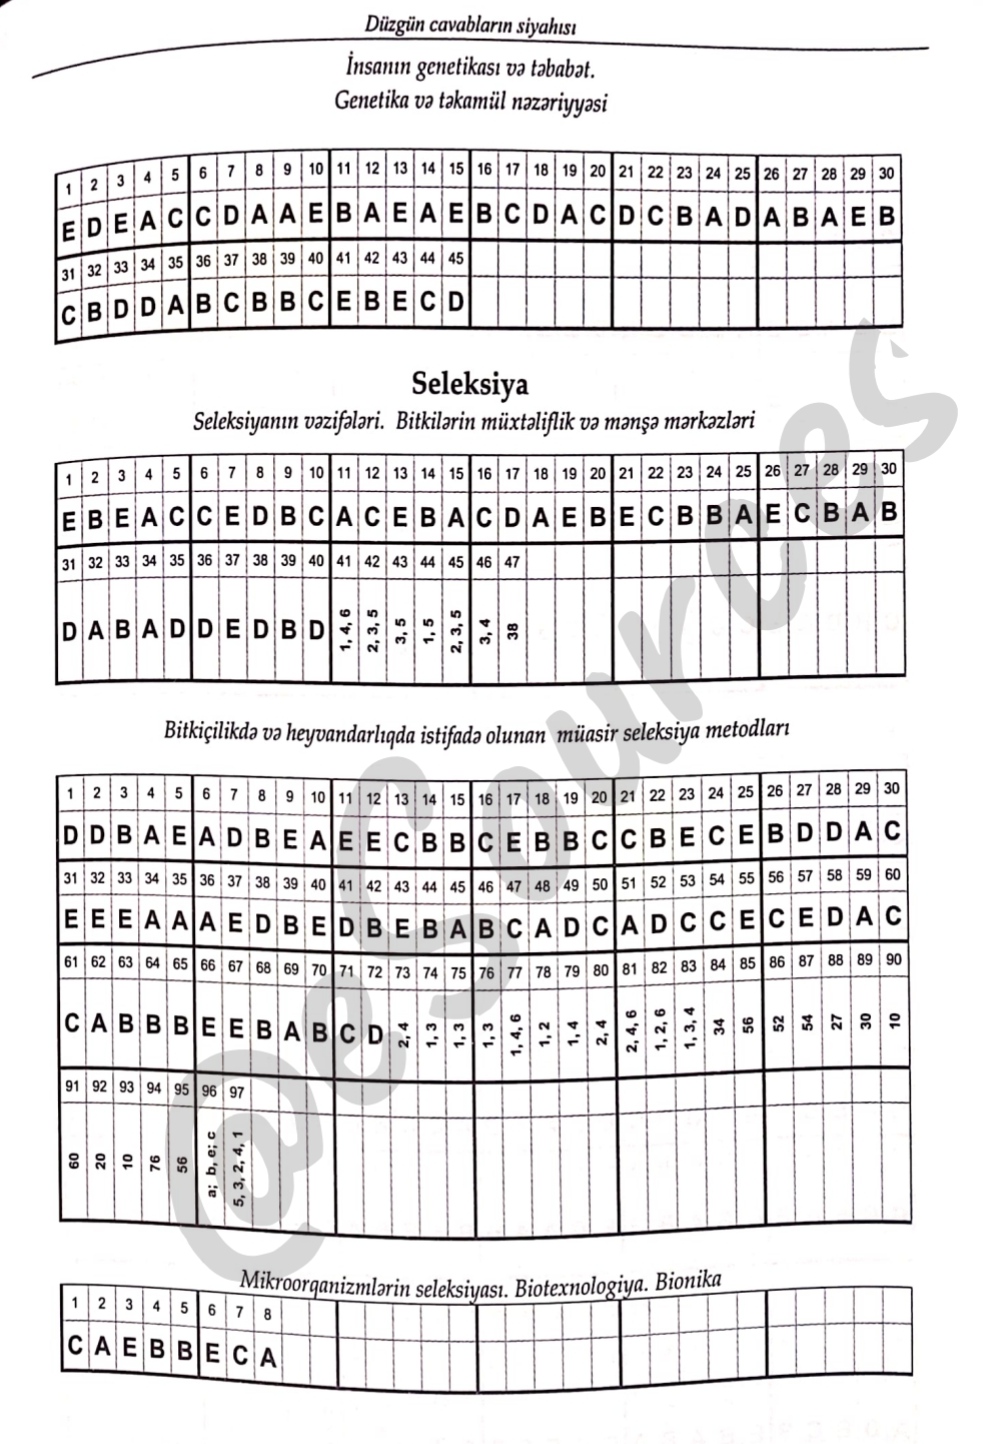 Düzgün cavabların siyahısı
İnsanın genetikası və təbabət.
Genetika və təkamül nəzəriyyəsi
1 2 3 4 5 6 7 8 9 10 11 12 13 14 15 16 17 18 19 20 21 22 23 24 25 26 27 28 29 30
E D E A C C D A A E B A E A E B C D A C D C B A D A B A E B
31 32 33 34 35 36 37 38 39 40 41 42 43 44 45
C B D D A B C B B C E B E C D
Seleksiya
Seleksiyanın vəzifələri. Bitkilərin müxtəliflik və mənşə mərkəzləri
1 2 3 4 5 6 7 8 9 10 11 12 13 14 15 16 17 18 19 20 21 22 23 24 25 26 27 28 29 30
E B E A C C E D B C A C E B A C D A E B E C B B A E C B A B
31 32 33 34 35 36 37 38 39 40 41 42 43 44 45 46 47
D A B A D D E D B D 1, 4, 6 2, 3, 5 3, 5 1, 5 2, 3, 5 3, 4 38
Bitkiçilikdə və heyvandarlıqda istifadə olunan müasir seleksiya metodları
1 2 3 4 5 6 7 8 9 10 11 12 13 14 15 16 17 18 19 20 21 22 23 24 25 26 27 28 29 30
D D B A E A D B E A E E C B B C E B B C C B E C E B D D A C
31 32 33 34 35 36 37 38 39 40 41 42 43 44 45 46 47 48 49 50 51 52 53 54 55 56 57 58 59 60
E E E A A A E D B E D B E B A B C A D C A D C C E C E D A C
61 62 63 64 65 66 67 68 69 70 71 72 73 74 75 76 77 78 79 80 81 82 83 84 85 86 87 88 89 90
C A B B B E E B A B C D 2, 4 1, 3 1, 3 1, 3 1, 4, 6 1, 2 1, 4 2, 4 2, 4, 6 1, 2, 6 1, 3, 4 34 56 52 54 27 30 10
91 92 93 94 95 96 97
60 20 10 76 56 a; b, e; c 5, 3, 2, 4, 1
Mikroorqanizmlərin seleksiyası. Biotexnologiya. Bionika
1 2 3 4 5 6 7 8
C A E B B E C A
@eSources